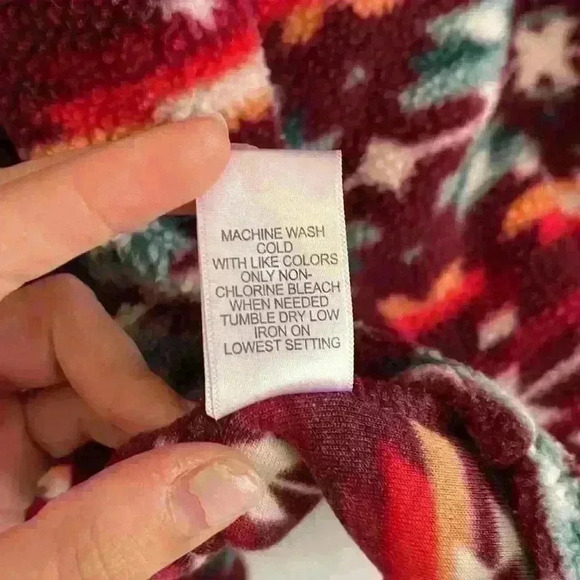 MACHINE WASH
COLD
WITH LIKE COLORS
ONLY NON-
CHLORINE BLEACH
WHEN NEEDED
TUMBLE DRY LOW
IRON ON
LOWEST SETTING